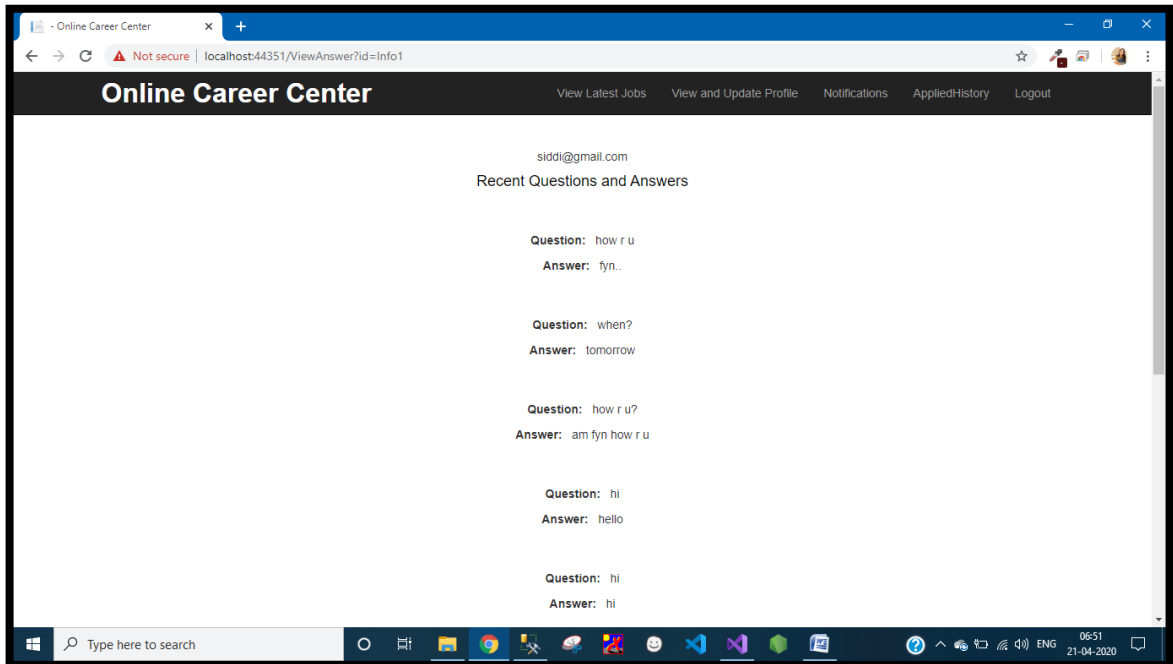 - Online Career Center
Not secure | localhost:44351/ViewAnswer?id=Info1
Online Career Center View Latest Jobs View and Update Profile Notifications AppliedHistory Logout
siddi@gmail.com
Recent Questions and Answers
Question: how r u
Answer: fyn..
Question: when?
Answer: tomorrow
Question: how r u?
Answer: am fyn how r u
Question: hi
Answer: hello
Question: hi
Answer: hi
Type here to search ENG 06:51
21-04-2020